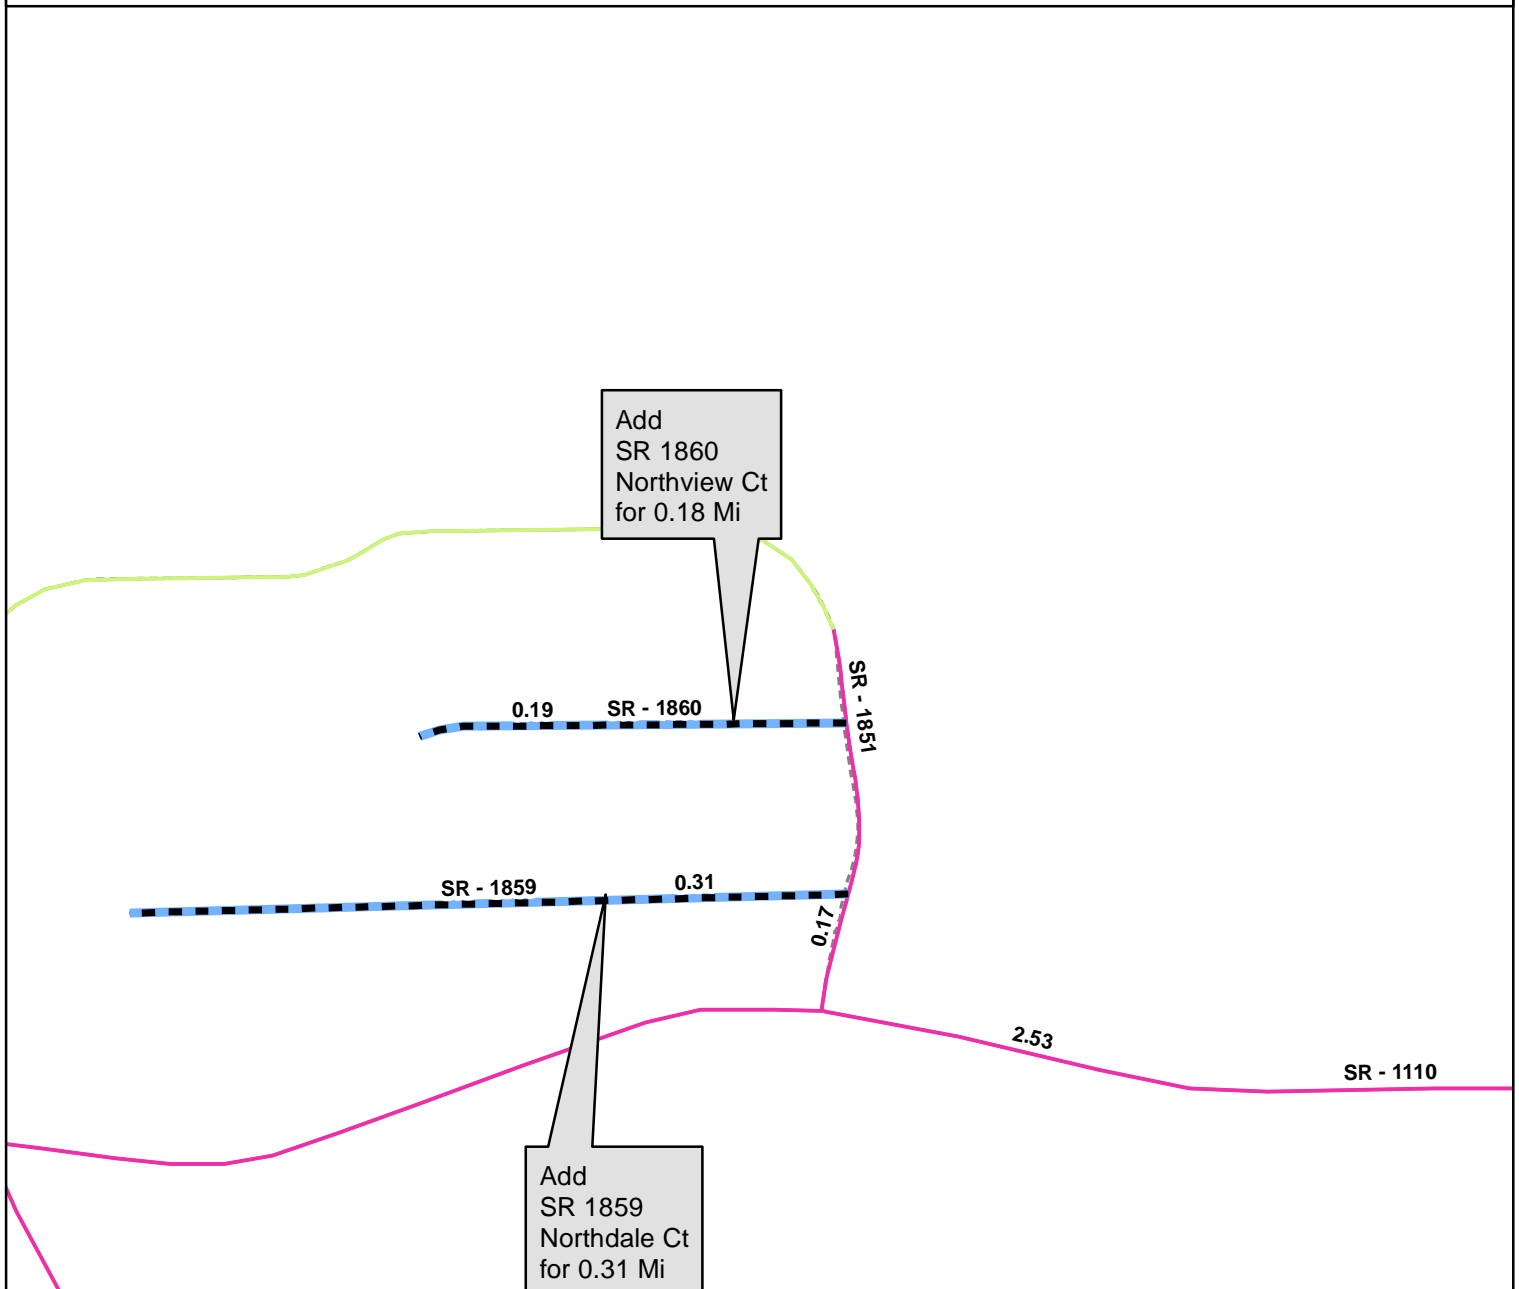 Add
SR 1860
Northview Ct
for 0.18 Mi
SR - 1851
0.19
SR - 1860
SR - 1859
0.31
0.17
2.53
SR - 1110
Add
SR 1859
Northdale Ct
for 0.31 Mi